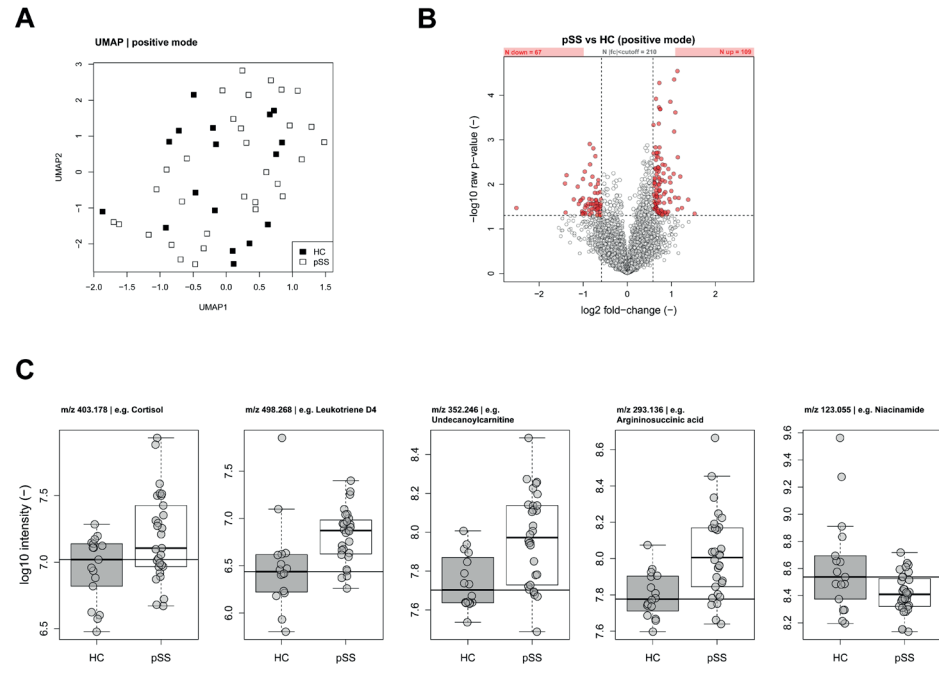 A
UMAP | positive mode
3
2
1
0
−1
−2
UMAP2
HC
pSS
−2.0
−1.5
−1.0
−0.5
0.0
0.5
1.0
1.5
UMAP1
B
pSS vs HC (positive mode)
N down = 67
N |fc|<cutoff = 210
N up = 109
4
3
2
1
0
−log10 raw p-value (−)
−2
−1
0
1
2
log2 fold−change (−)
C
m/z 403.178 | e.g. Cortisol
7.5
7.0
6.5
log10 intensity (−)
HC
pSS
m/z 498.268 | e.g. Leukotriene D4
7.5
7.0
6.5
6.0
HC
pSS
m/z 352.246 | e.g.
Undecanoylcarnitine
8.4
8.2
8.0
7.8
7.6
HC
pSS
m/z 293.136 | e.g.
Argininosuccinic acid
8.6
8.4
8.2
8.0
7.8
7.6
HC
pSS
m/z 123.055 | e.g. Niacinamide
9.6
9.4
9.2
9.0
8.8
8.6
8.4
8.2
HC
pSS